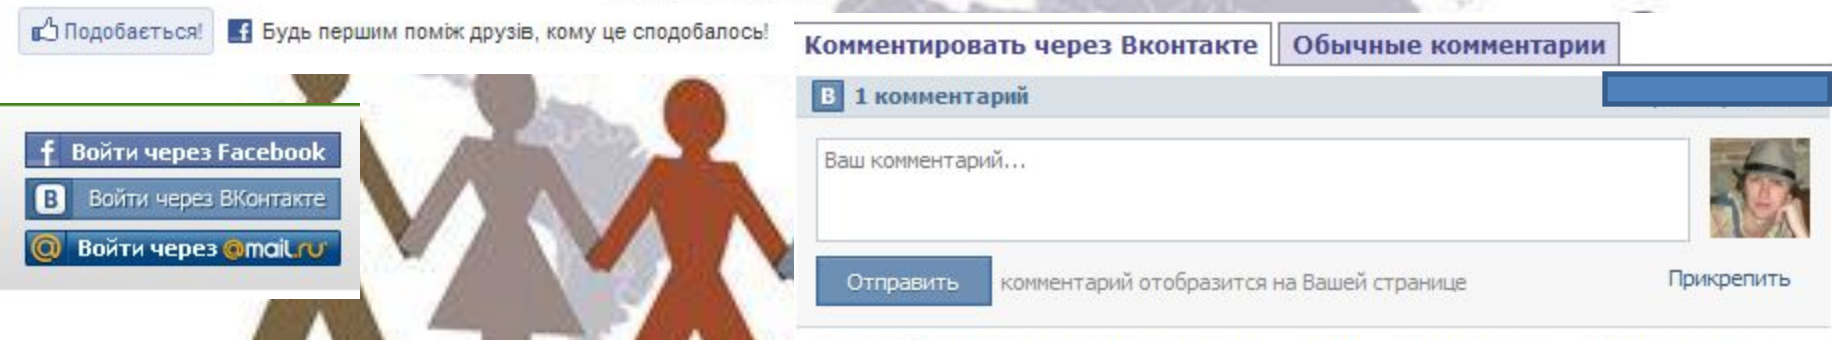 Подобається!
Будь першим поміж друзів, кому це сподобалось!
Войти через Facebook
Войти через ВКонтакте
Войти через @mail.ru
Комментировать через Вконтакте
Обычные комментарии
В 1 комментарий
Ваш комментарий...
Отправить
комментарий отобразится на Вашей странице
Прикрепить